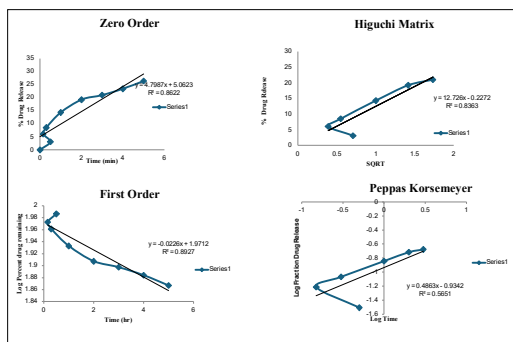 Zero Order
% Drug Release
35
30
25
20
15
10
5
0
0
2
4
6
Time (min)
y = 4.7987x + 5.0623
R² = 0.8622
Series1
Higuchi Matrix
% Drug Release
30
25
20
15
10
5
0
0
0.5
1
1.5
2
SQRT
y = 12.726x - 0.2272
R² = 0.8363
Series1
First Order
Log Percent drug remaining
2
1.98
1.96
1.94
1.92
1.9
1.88
1.86
1.84
0
2
4
6
Time (hr)
y = -0.0226x + 1.9712
R² = 0.8927
Series1
Peppas Korsemeyer
Log Fraction Drug Release
-1
-0.5
0
0.5
1
0
-0.2
-0.4
-0.6
-0.8
-1.0
-1.2
-1.4
-1.6
Log Time
y = 0.4863x - 0.9342
R² = 0.5651
Series1